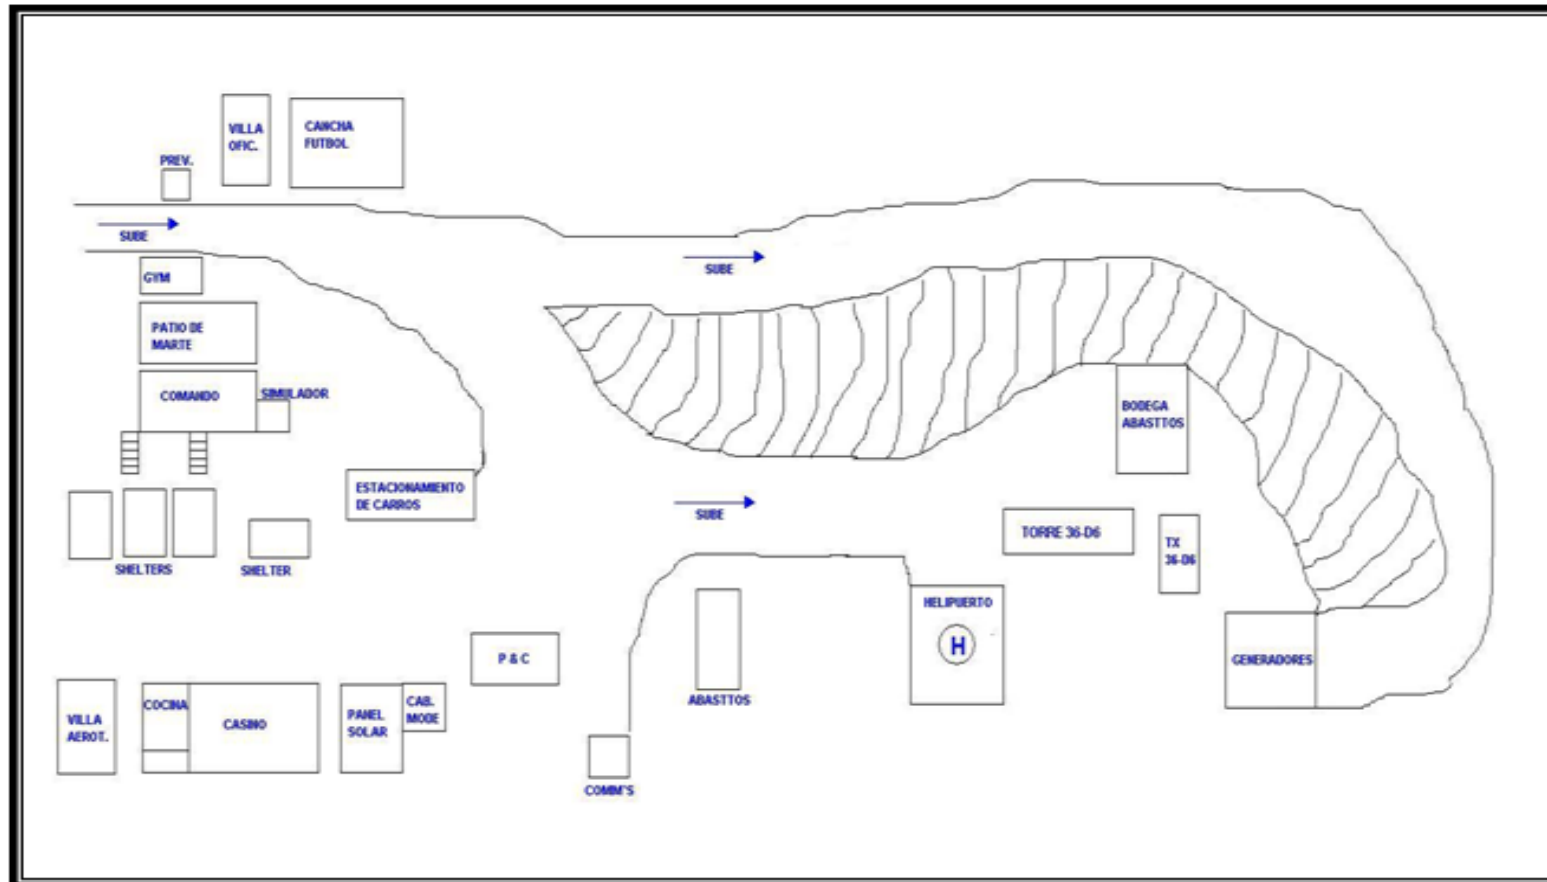 VILLA
OFIC.
CANCHA
FUTBOL
PREV.
SUBE
SUBE
GYM
PATIO DE
MARTE
COMANDO
SIMULADOR
BODEGA
ABASTTOS
ESTACIONAMIENTO
DE CARROS
SUBE
TORRE 36-D6
TX
36-D6
SHELTERS
SHELTER
HELIPUERTO
H
P & C
GENERADORES
ABASTTOS
COCINA
CASINO
VILLA
AEROT.
PANEL
SOLAR
CAB.
MODE
COMM'S